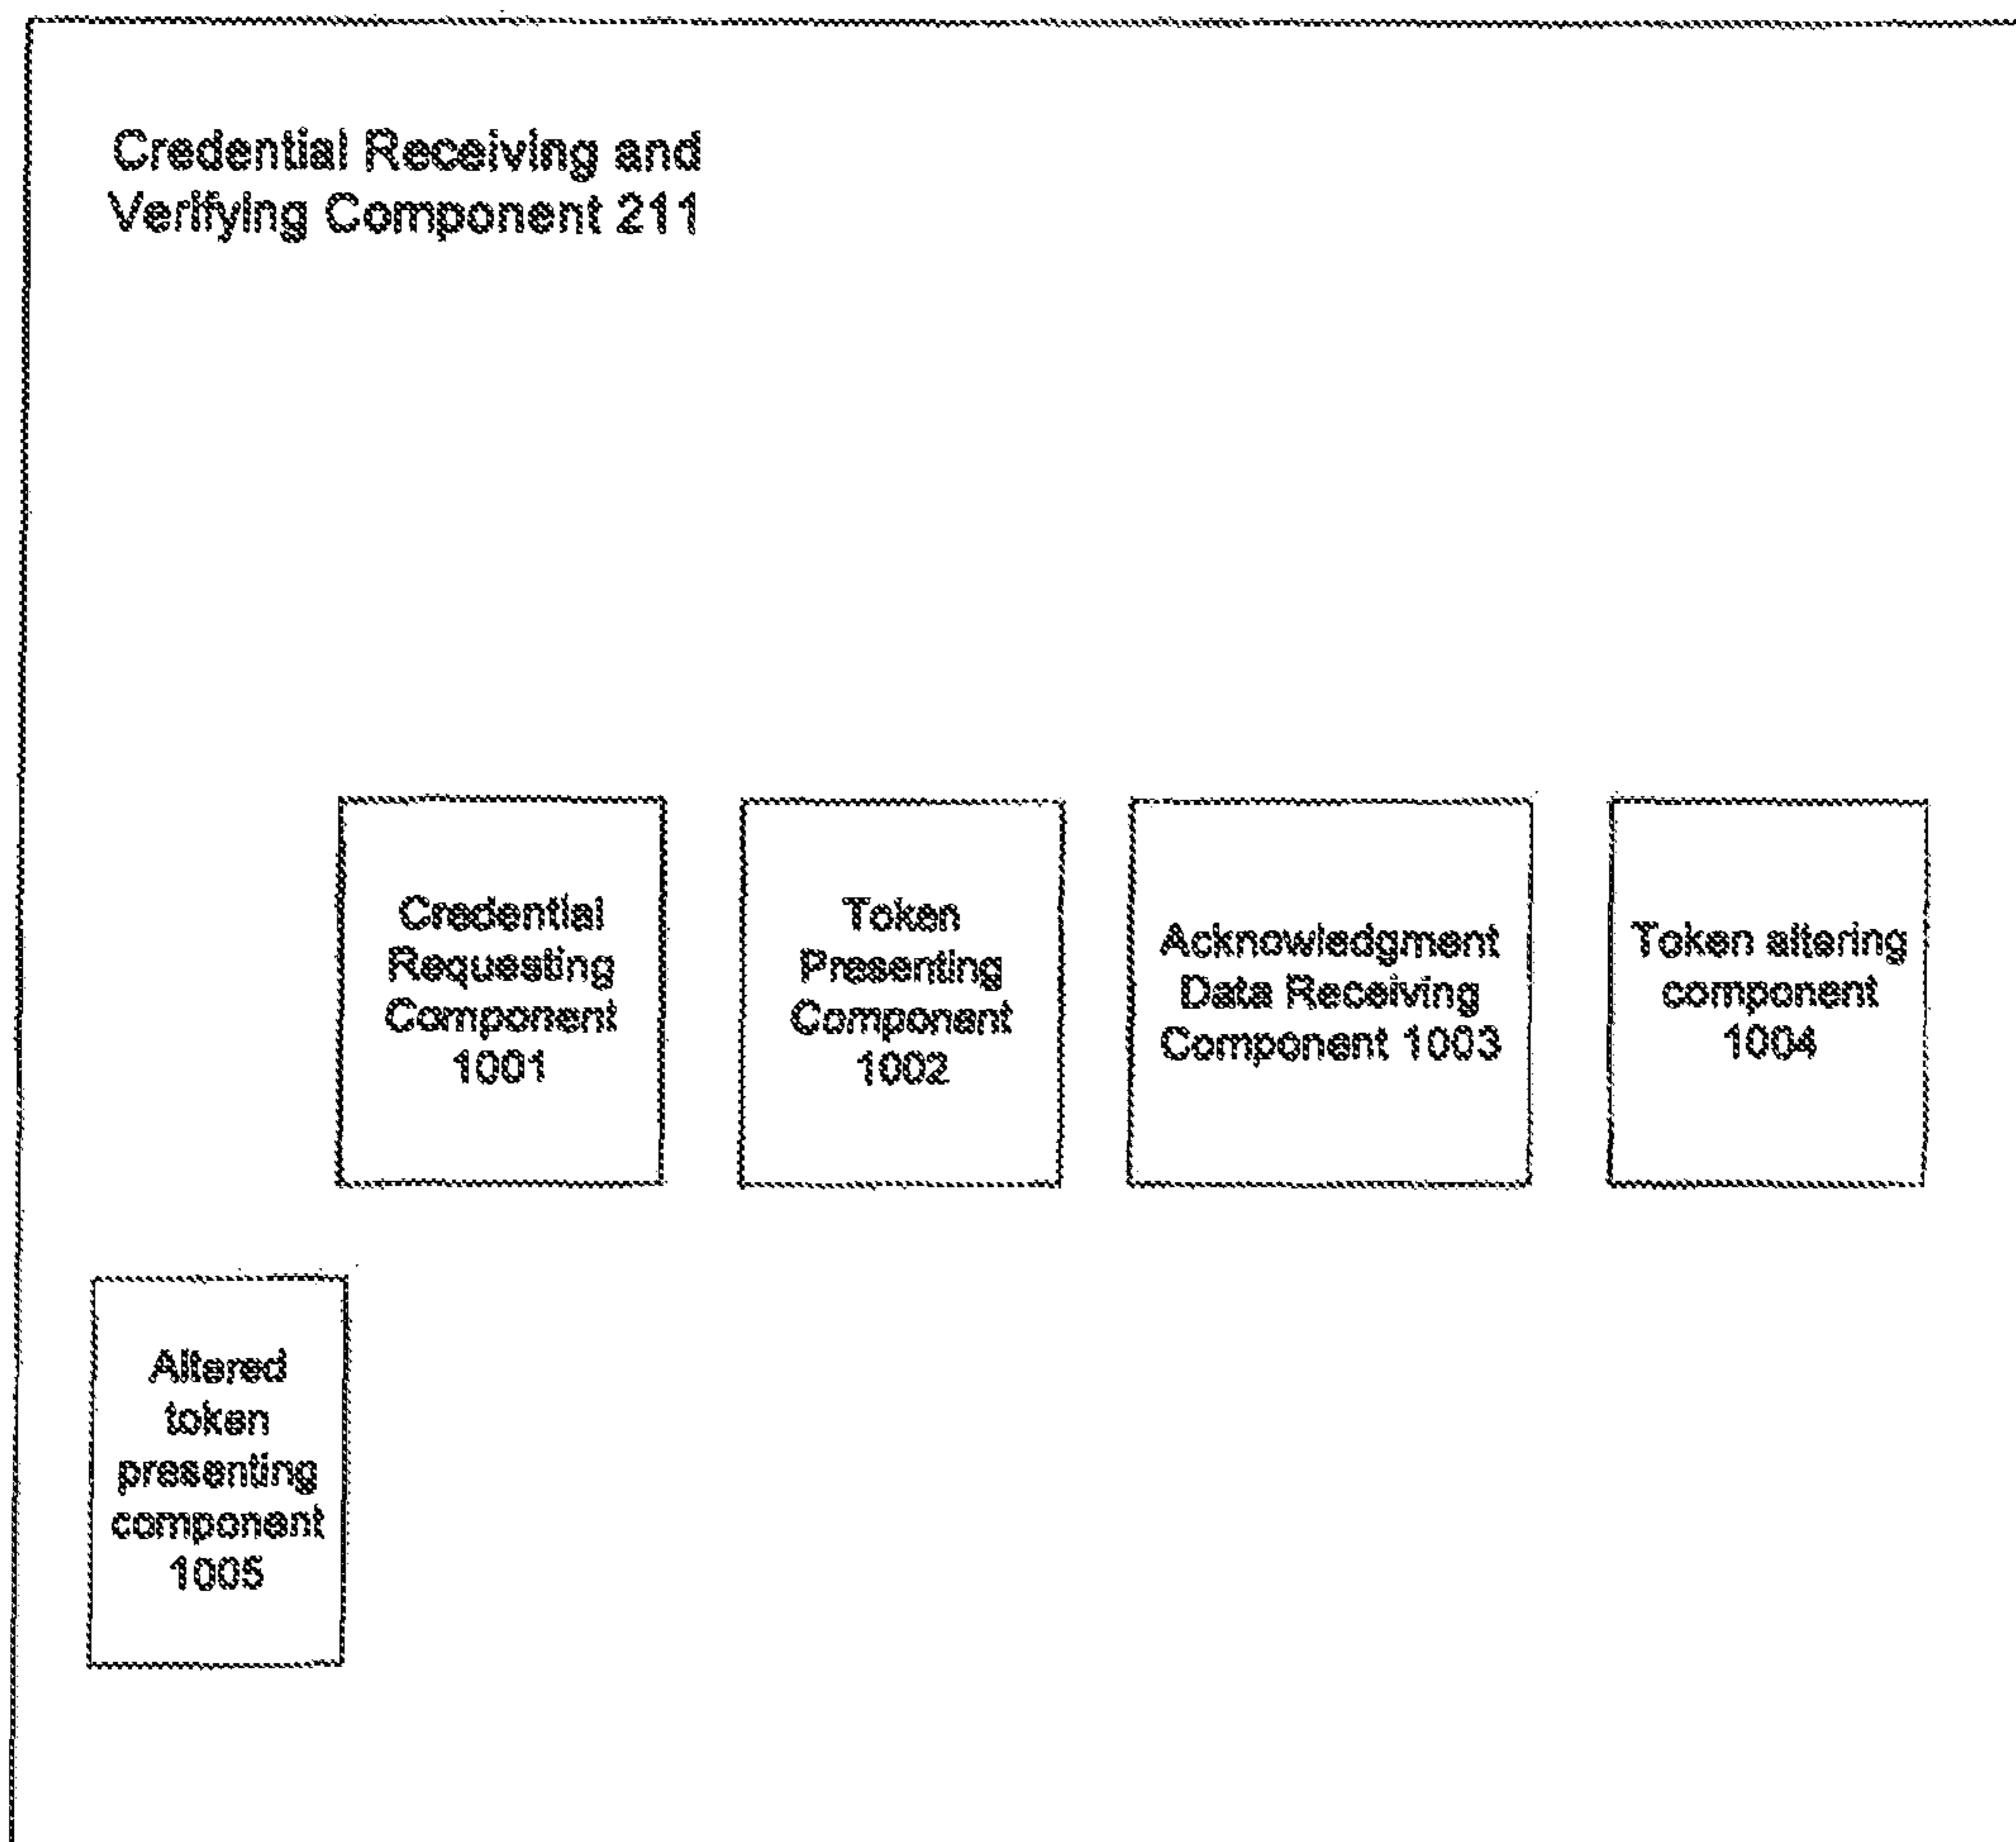 Credential Receiving and
Verifying Component 211
Credential
Requesting
Component
1001
Token
Presenting
Component
1002
Acknowledgment
Data Receiving
Component 1003
Token altering
component
1004
Altered
token
presenting
component
1005